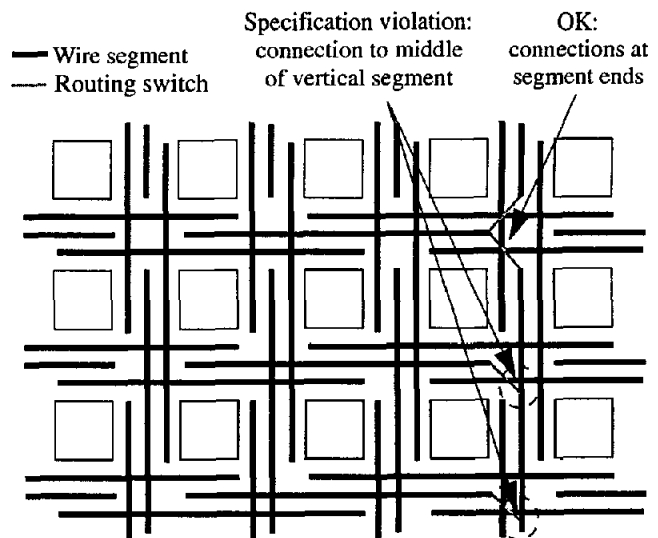 Specification violation:
connection to middle
of vertical segment
OK:
connections at
segment ends
Wire segment
Routing switch